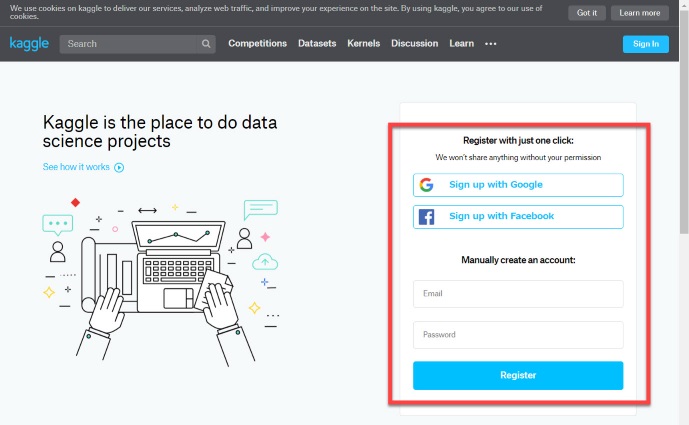 We use cookies on kaggle to deliver our services, analyze web traffic, and improve your experience on the site. By using kaggle, you agree to our use of
cookies.
Got it
Learn more
kaggle
Search
Competitions Datasets Kernels Discussion Learn •••
Sign In
Kaggle is the place to do data
science projects
See how it works
Register with just one click:
We won't share anything without your permission
Sign up with Google
Sign up with Facebook
Manually create an account:
Email
Password
Register